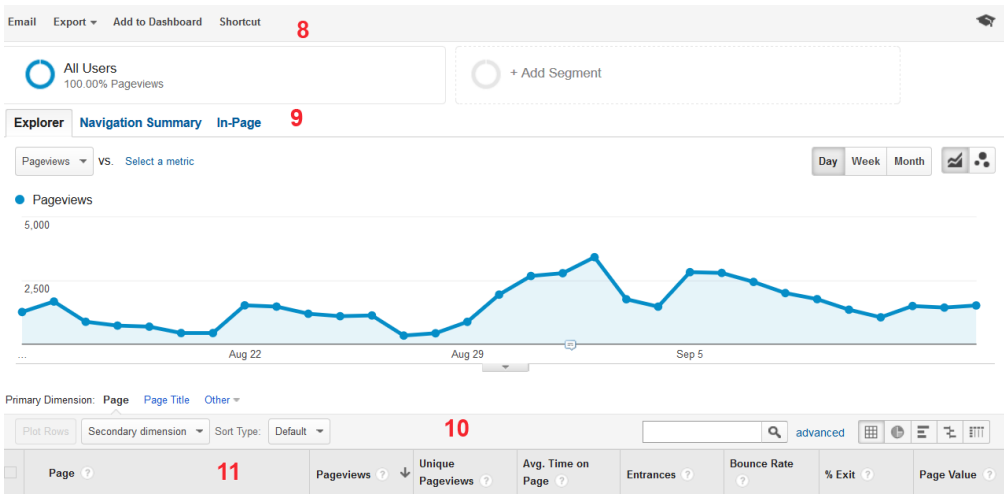 Email Export Add to Dashboard Shortcut 8
All Users
100.00% Pageviews
+ Add Segment
Explorer Navigation Summary In-Page 9
Pageviews VS. Select a metric Day Week Month
Pageviews
5,000
2,500
... Aug 22 Aug 29 Sep 5
Primary Dimension: Page Page Title Other
Plot Rows Secondary dimension Sort Type: Default 10 advanced
Page ? 11 Pageviews ? Unique Pageviews ? Avg. Time on Page ? Entrances ? Bounce Rate ? % Exit ? Page Value ?